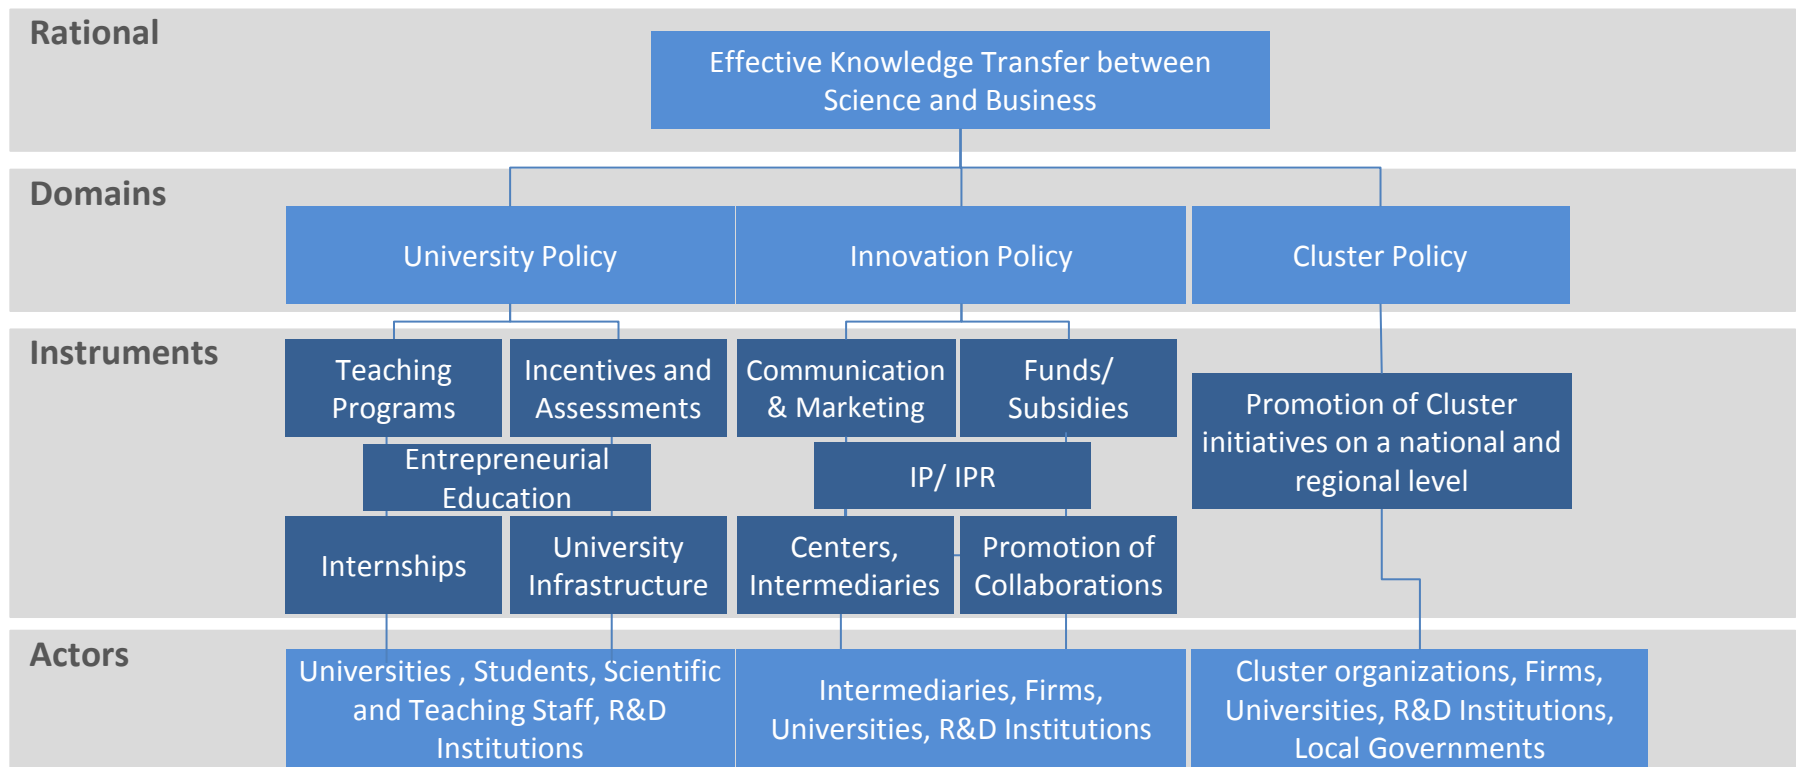 Rational
Effective Knowledge Transfer between
Science and Business
Domains
University Policy
Innovation Policy
Cluster Policy
Instruments
Teaching
Programs
Incentives and
Assessments
Communication
& Marketing
Funds/
Subsidies
Promotion of Cluster
initiatives on a national and
regional level
Entrepreneurial
Education
IP/ IPR
Internships
University
Infrastructure
Centers,
Intermediaries
Promotion of
Collaborations
Actors
Universities , Students, Scientific
and Teaching Staff, R&D
Institutions
Intermediaries, Firms,
Universities, R&D Institutions
Cluster organizations, Firms,
Universities, R&D Institutions,
Local Governments